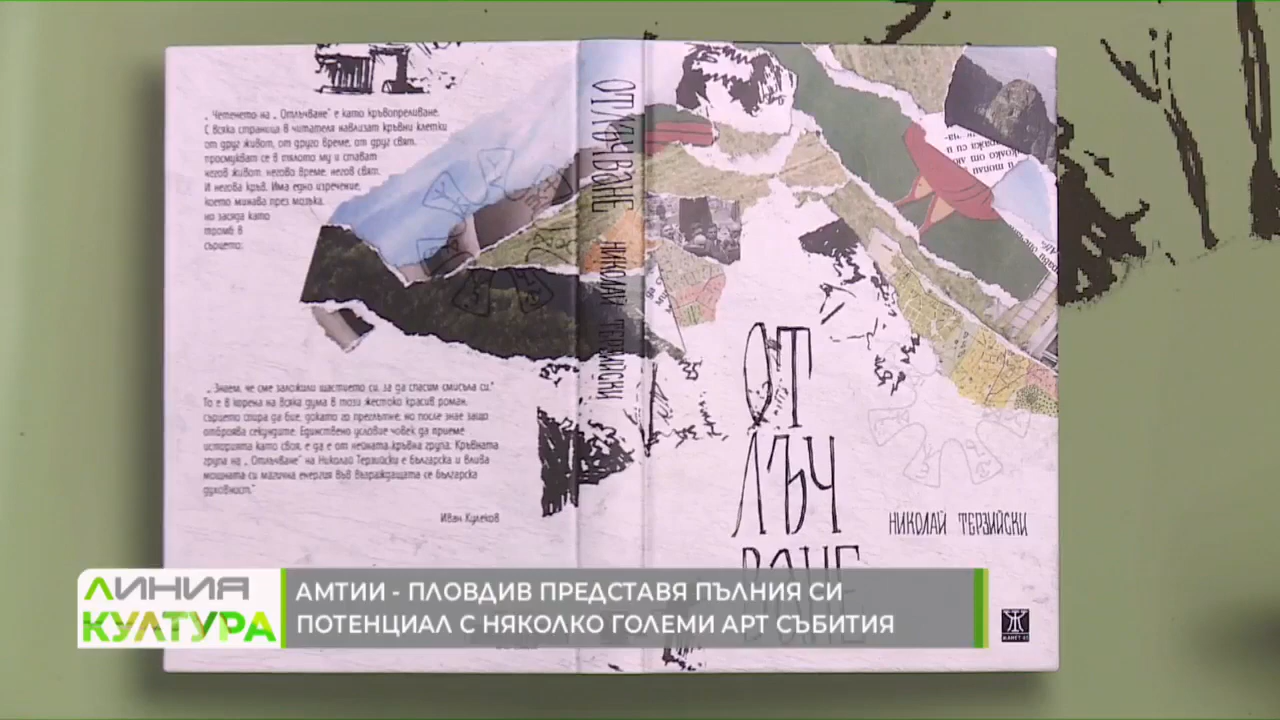 „ Четенето на „ Отлъчване" е като кръвопреливане.
С всяка страница в читателя навлизат кръвни клетки
от друг живот, от друго време, от друг свят,
просмукват се в тялото му и стават
негов живот, негово време, негов свят.
И негова кръв. Има едно изречение,
което минава през мозъка,
но засяда като
тромб в
сърцето:
„ Знаем, че сме заложили щастието си, за да спасим смисъла си."
То е в корена на всяка дума в този жестоко красив роман,
сърцето спира да бие, докато го преглътне, но после знае защо
отброява секундите. Единствено условие човек да приеме
историята като своя, е да е от нейната кръвна група. Кръвната
група на „ Отлъчване" на Николай Терзийски е българска и влива
мощната си магична енергия във възраждащата се българска
духовност."
Иван Кулеков
ОТЛЪЧВАНЕ НИКОЛАЙ ТЕРЗИЙСКИ
ОТ
ЛЪЧ
ВАНЕ
НИКОЛАЙ ТЕРЗИЙСКИ
ЖАНЕТ 45
ЛИНИЯ
КУЛТУРА
АМТИИ - ПЛОВДИВ ПРЕДСТАВЯ ПЪЛНИЯ СИ
ПОТЕНЦИАЛ С НЯКОЛКО ГОЛЕМИ АРТ СЪБИТИЯ